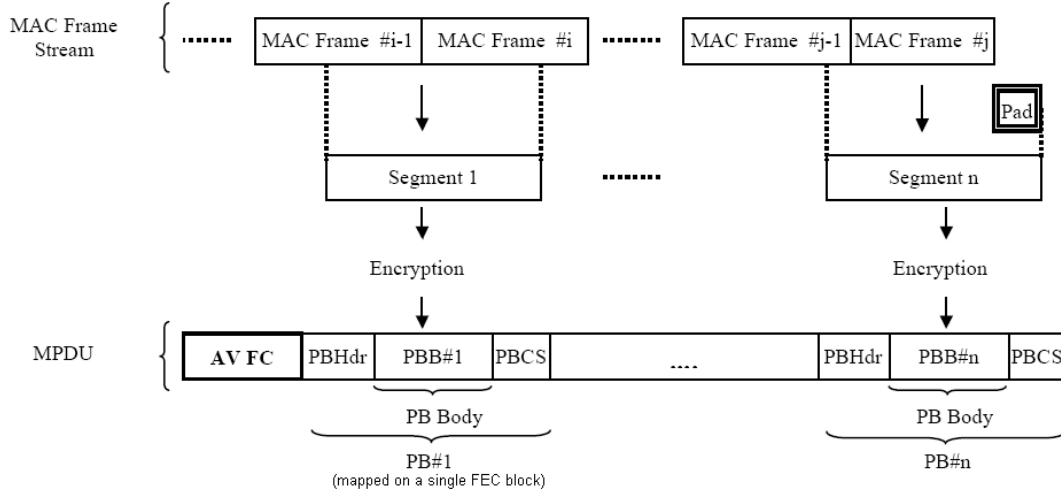 MAC Frame
Stream
........ MAC Frame #i-1 MAC Frame #i ........ MAC Frame #j-1 MAC Frame #j
Pad
Segment 1 ........ Segment n
Encryption Encryption
MPDU AV FC PBHdr PBB#1 PBCS .... PBHdr PBB#n PBCS
PB Body PB Body
PB#1 PB#n
(mapped on a single FEC block)